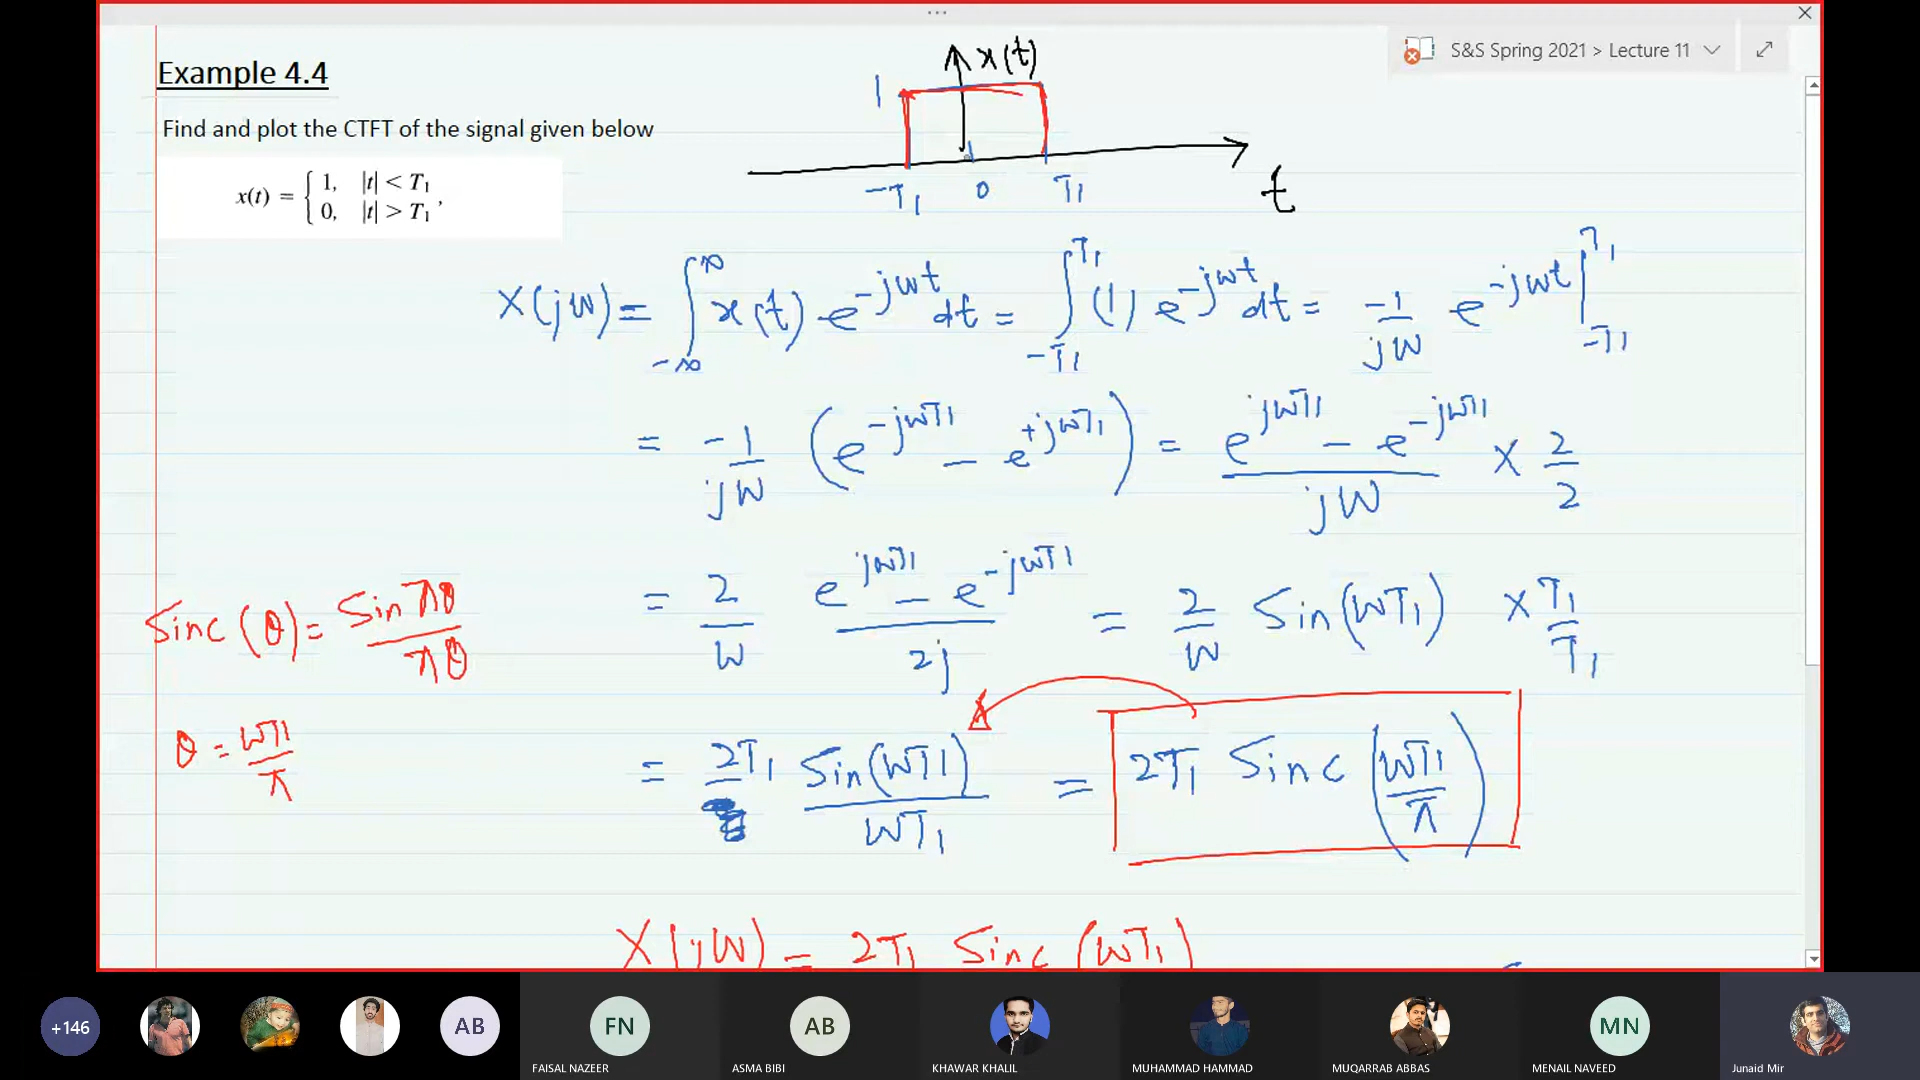 S&S Spring 2021 > Lecture 11
Example 4.4
Find and plot the CTFT of the signal given below
x(t) = { 1, |t| < T₁
0, |t| > T₁ ,
x(t)
1
-T₁ 0 T₁
t
X(jw) = ∫_{-∞}^{∞} x(t) e^{-jwt} dt = ∫_{-T₁}^{T₁} (1) e^{-jwt} dt = -1/jw e^{-jwt} |_{-T₁}^{T₁}
= -1/jw (e^{-jwT₁} - e^{+jwT₁}) = (e^{jwT₁} - e^{-jwT₁})/jw × 2/2
= 2/w (e^{jwT₁} - e^{-jwT₁})/2j = 2/w Sin(wT₁) × T₁/T₁
Sinc(θ) = Sin πθ/πθ
θ = wT₁/π
= 2T₁ Sin(wT₁)/wT₁ = 2T₁ Sinc (wT₁/π)
X(jw) = 2T₁ Sinc (wT₁)
+146 AB FN AB MN
FAISAL NAZEER ASMA BIBI KHAWAR KHALIL MUHAMMAD HAMMAD MUQARRAB ABBAS MENAIL NAVEED Junaid Mir